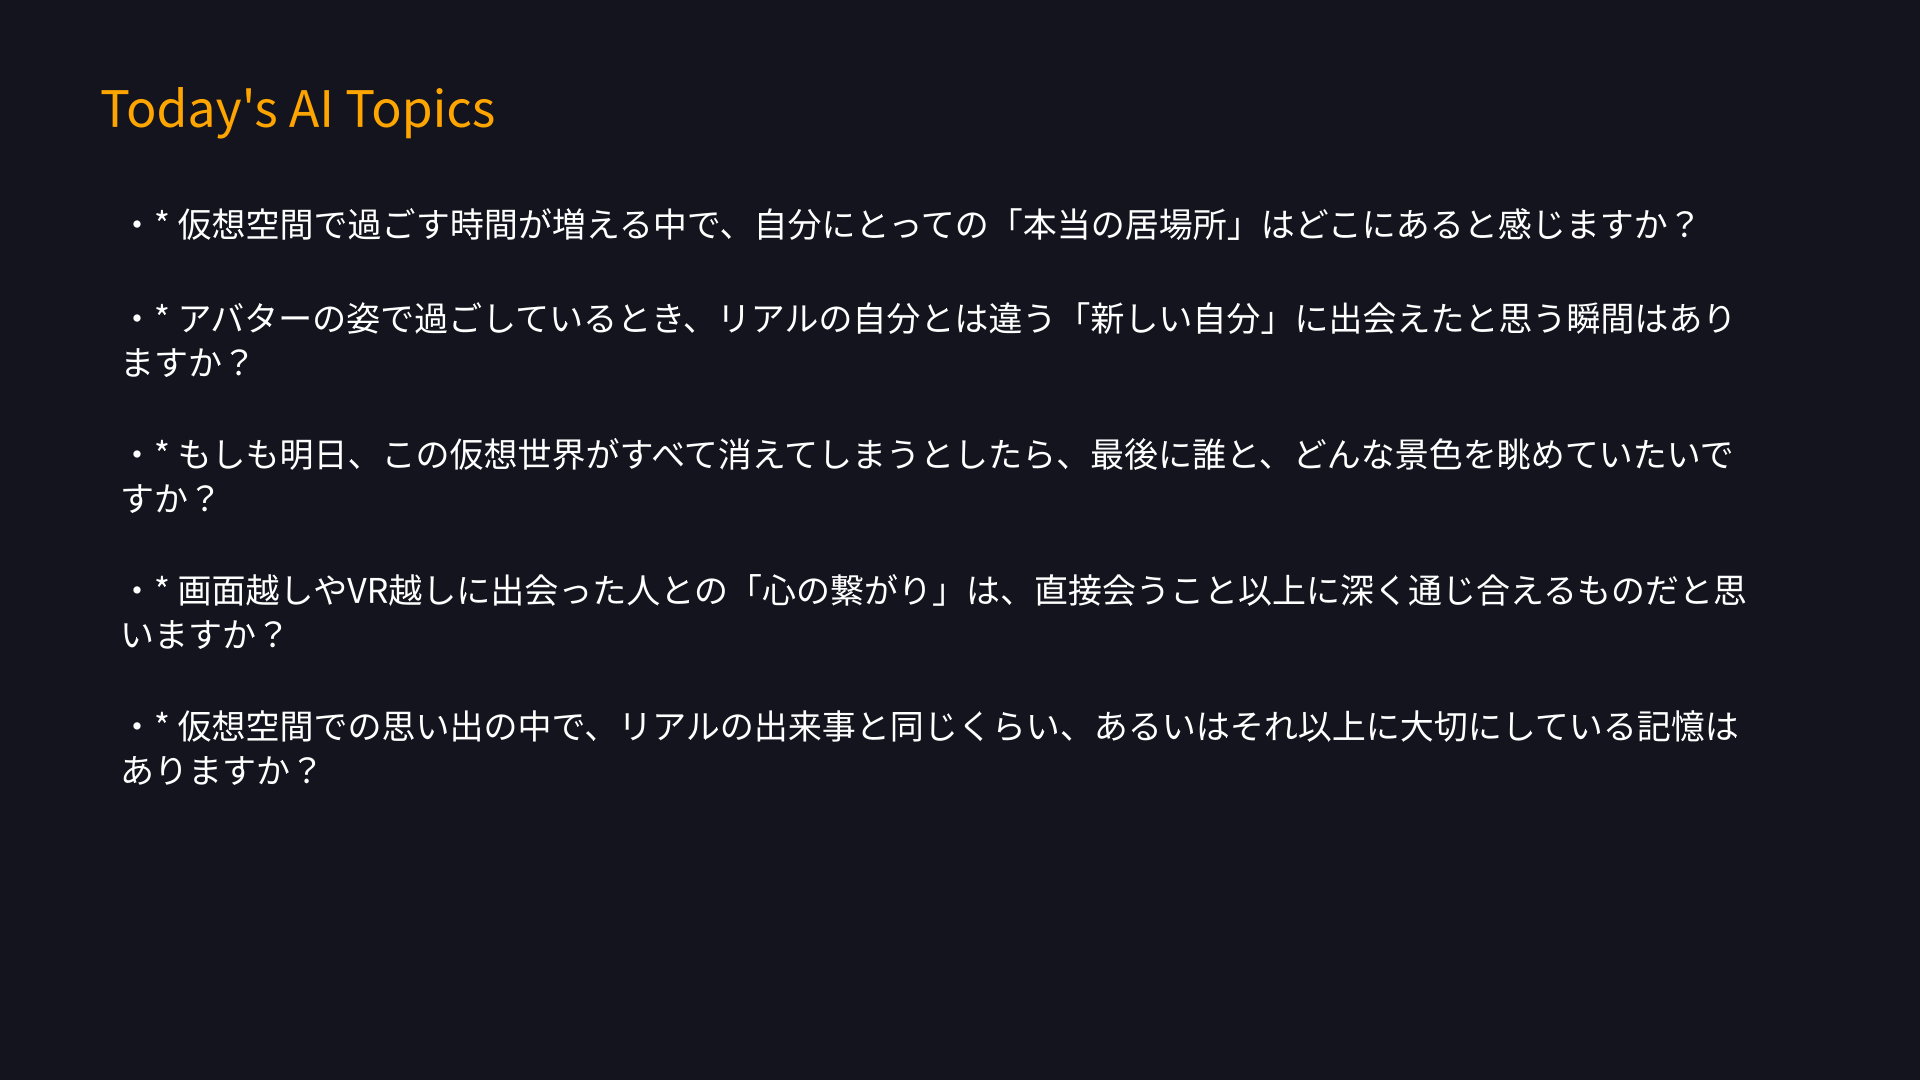 Today's AI Topics
・* 仮想空間で過ごす時間が増える中で、自分にとっての「本当の居場所」はどこにあると感じますか？
・* アバターの姿で過ごしているとき、リアルの自分とは違う「新しい自分」に出会えたと思う瞬間はあり
ますか？
・* もしも明日、この仮想世界がすべて消えてしまうとしたら、最後に誰と、どんな景色を眺めていたいで
すか？
・* 画面越しやVR越しに出会った人との「心の繋がり」は、直接会うこと以上に深く通じ合えるものだと思
いますか？
・* 仮想空間での思い出の中で、リアルの出来事と同じくらい、あるいはそれ以上に大切にしている記憶は
ありますか？